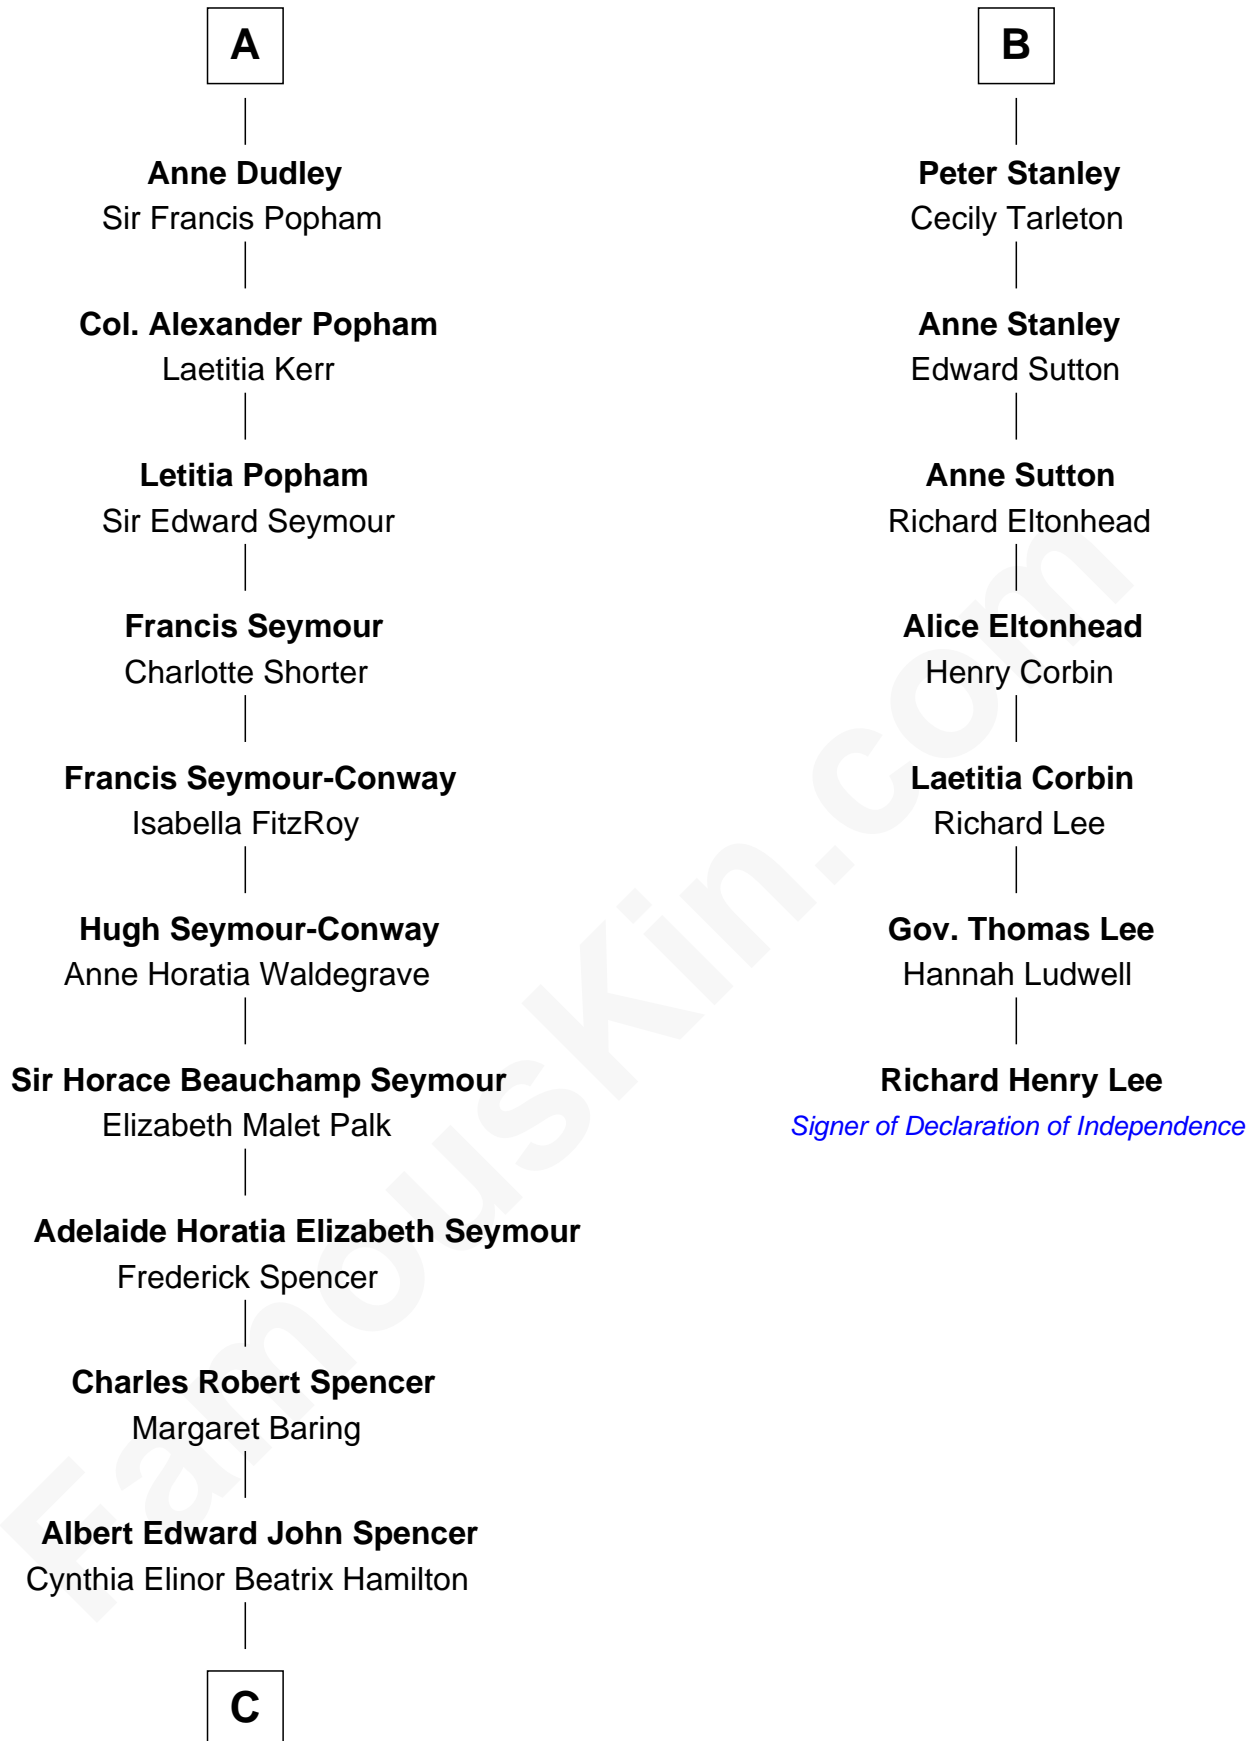 A
Anne Dudley
Sir Francis Popham
Col. Alexander Popham
Laetitia Kerr
Letitia Popham
Sir Edward Seymour
Francis Seymour
Charlotte Shorter
Francis Seymour-Conway
Isabella FitzRoy
Hugh Seymour-Conway
Anne Horatia Waldegrave
Sir Horace Beauchamp Seymour
Elizabeth Malet Palk
Adelaide Horatia Elizabeth Seymour
Frederick Spencer
Charles Robert Spencer
Margaret Baring
Albert Edward John Spencer
Cynthia Elinor Beatrix Hamilton
C
B
Peter Stanley
Cecily Tarleton
Anne Stanley
Edward Sutton
Anne Sutton
Richard Eltonhead
Alice Eltonhead
Henry Corbin
Laetitia Corbin
Richard Lee
Gov. Thomas Lee
Hannah Ludwell
Richard Henry Lee
Signer of Declaration of Independence
FamousKin.com